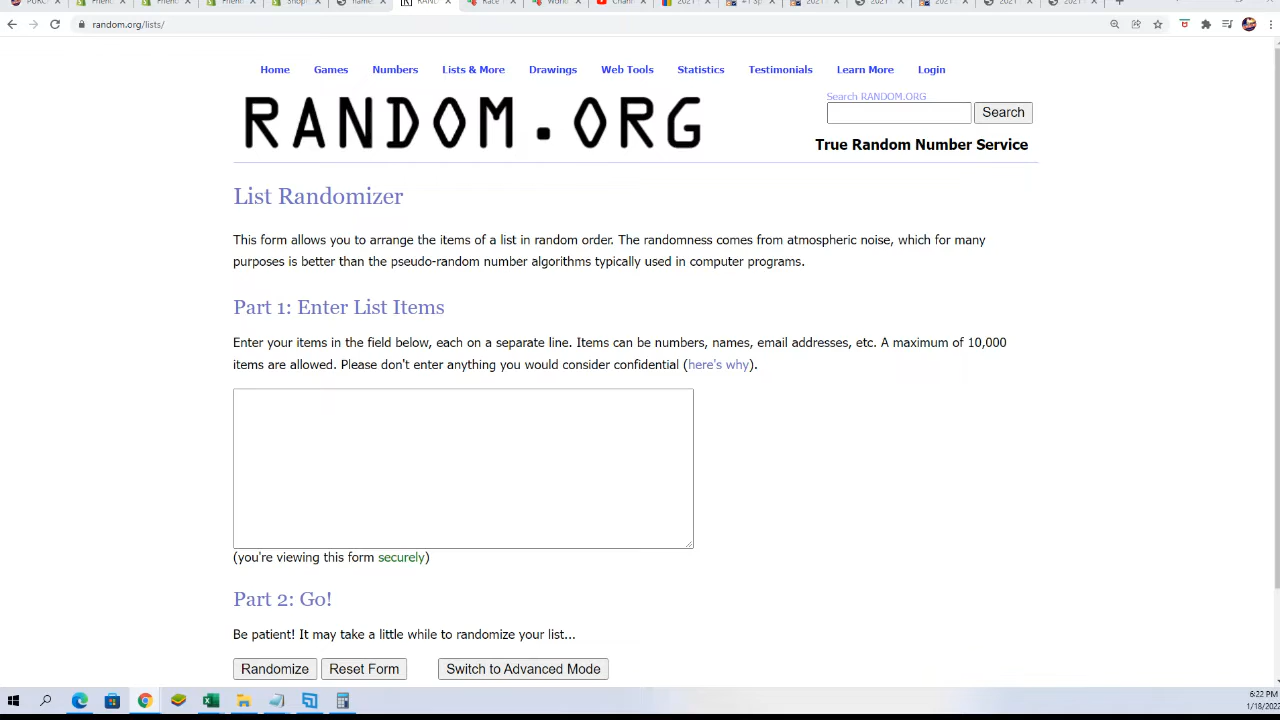 random.org/lists/
Home Games Numbers Lists & More Drawings Web Tools Statistics Testimonials Learn More Login
RANDOM.ORG
Search RANDOM.ORG
Search
True Random Number Service
List Randomizer
This form allows you to arrange the items of a list in random order. The randomness comes from atmospheric noise, which for many
purposes is better than the pseudo-random number algorithms typically used in computer programs.
Part 1: Enter List Items
Enter your items in the field below, each on a separate line. Items can be numbers, names, email addresses, etc. A maximum of 10,000
items are allowed. Please don't enter anything you would consider confidential (here's why).
(you're viewing this form securely)
Part 2: Go!
Be patient! It may take a little while to randomize your list...
Randomize Reset Form Switch to Advanced Mode
6:22 PM